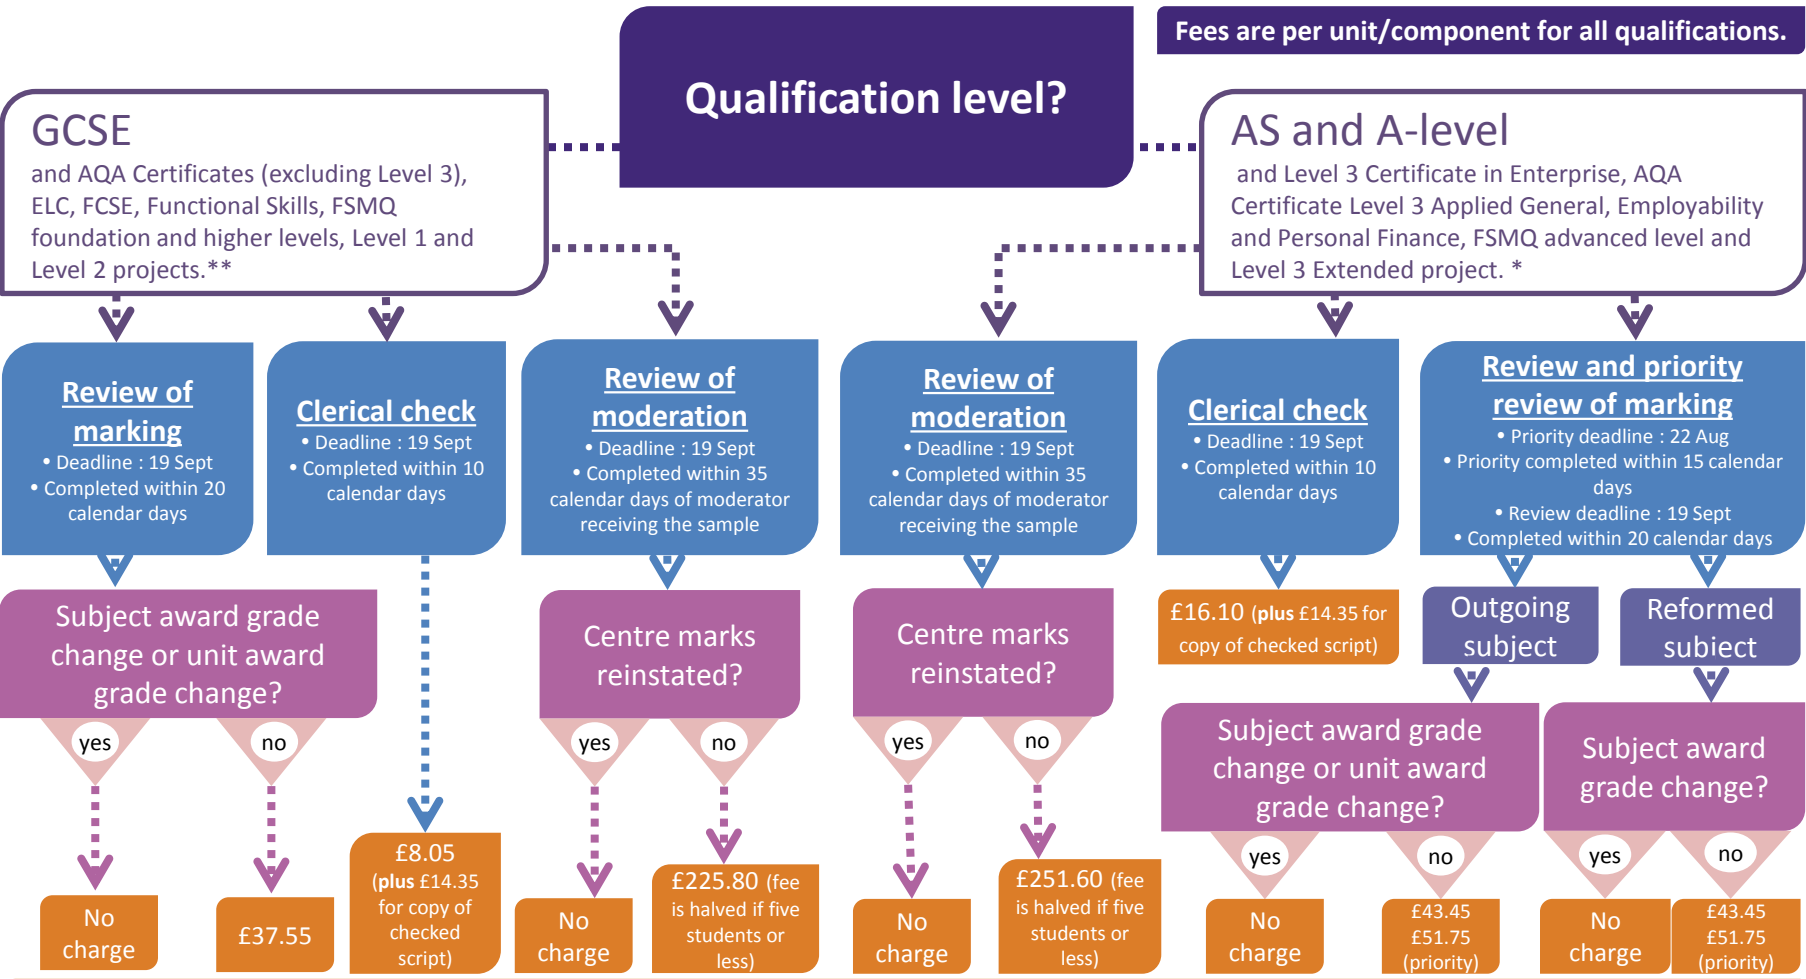 Fees are per unit/component for all qualifications.
Qualification level?
GCSE
and AQA Certificates (excluding Level 3),
ELC, FCSE, Functional Skills, FSMQ
foundation and higher levels, Level 1 and
Level 2 projects.**
AS and A-level
and Level 3 Certificate in Enterprise, AQA
Certificate Level 3 Applied General, Employability
and Personal Finance, FSMQ advanced level and
Level 3 Extended project. *
Review of
marking
• Deadline : 19 Sept
• Completed within 20
calendar days
Clerical check
• Deadline : 19 Sept
• Completed within 10
calendar days
Review of
moderation
• Deadline : 19 Sept
• Completed within 35
calendar days of moderator
receiving the sample
Review of
moderation
• Deadline : 19 Sept
• Completed within 35
calendar days of moderator
receiving the sample
Clerical check
• Deadline : 19 Sept
• Completed within 10
calendar days
Review and priority
review of marking
• Priority deadline : 22 Aug
• Priority completed within 15 calendar
days
• Review deadline : 19 Sept
• Completed within 20 calendar days
Subject award grade
change or unit award
grade change?
yes
no
Centre marks
reinstated?
yes
no
Centre marks
reinstated?
yes
no
£16.10 (plus £14.35 for
copy of checked script)
Outgoing
subject
Reformed
subject
Subject award grade
change or unit award
grade change?
yes
no
Subject award
grade change?
yes
no
No
charge
£37.55
£8.05
(plus £14.35
for copy of
checked
script)
No
charge
£225.80 (fee
is halved if five
students or
less)
No
charge
£251.60 (fee
is halved if five
students or
less)
No
charge
£43.45
£51.75
(priority)
No
charge
£43.45
£51.75
(priority)